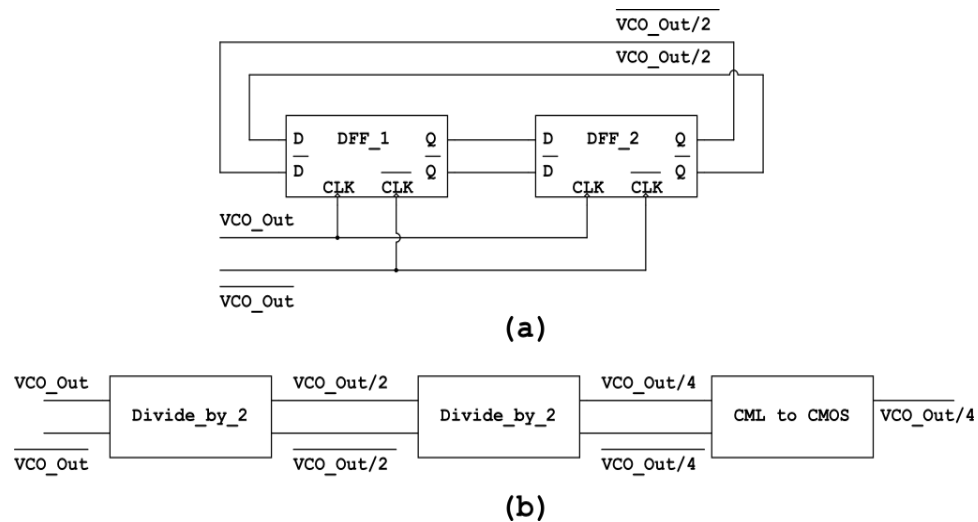 VCO_Out/2
VCO_Out/2
D DFF_1 Q
D Q
CLK CLK
D DFF_2 Q
D Q
CLK CLK
VCO_Out
VCO_Out
(a)
VCO_Out
VCO_Out
Divide_by_2
VCO_Out/2
VCO_Out/2
Divide_by_2
VCO_Out/4
VCO_Out/4
CML to CMOS
VCO_Out/4
(b)